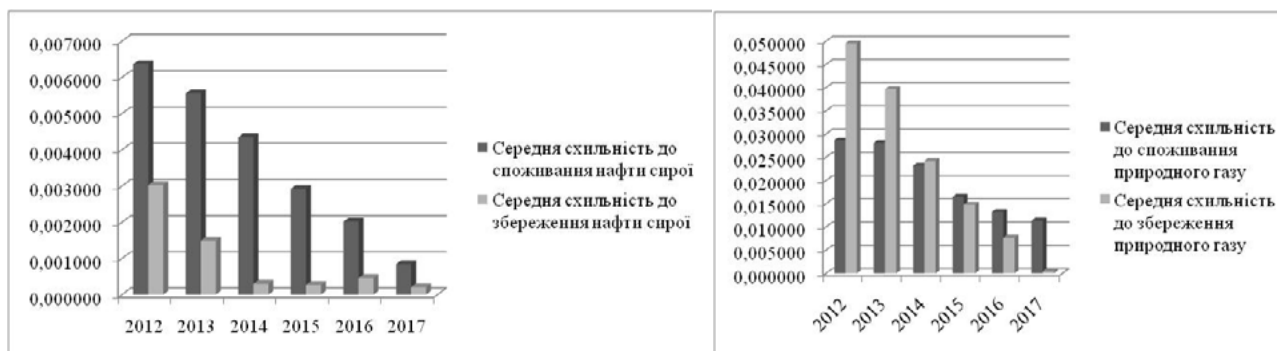 0,007000
0,006000
0,005000
0,004000
0,003000
0,002000
0,001000
0,000000
2012 2013 2014 2015 2016 2017
Середня схильність до
споживання нафти сирої
Середня схильність до
збереження нафти сирої
0,050000
0,045000
0,040000
0,035000
0,030000
0,025000
0,020000
0,015000
0,010000
0,005000
0,000000
2012 2013 2014 2015 2016 2017
Середня схильність
до споживання
природного газу
Середня схильність
до збереження
природного газу